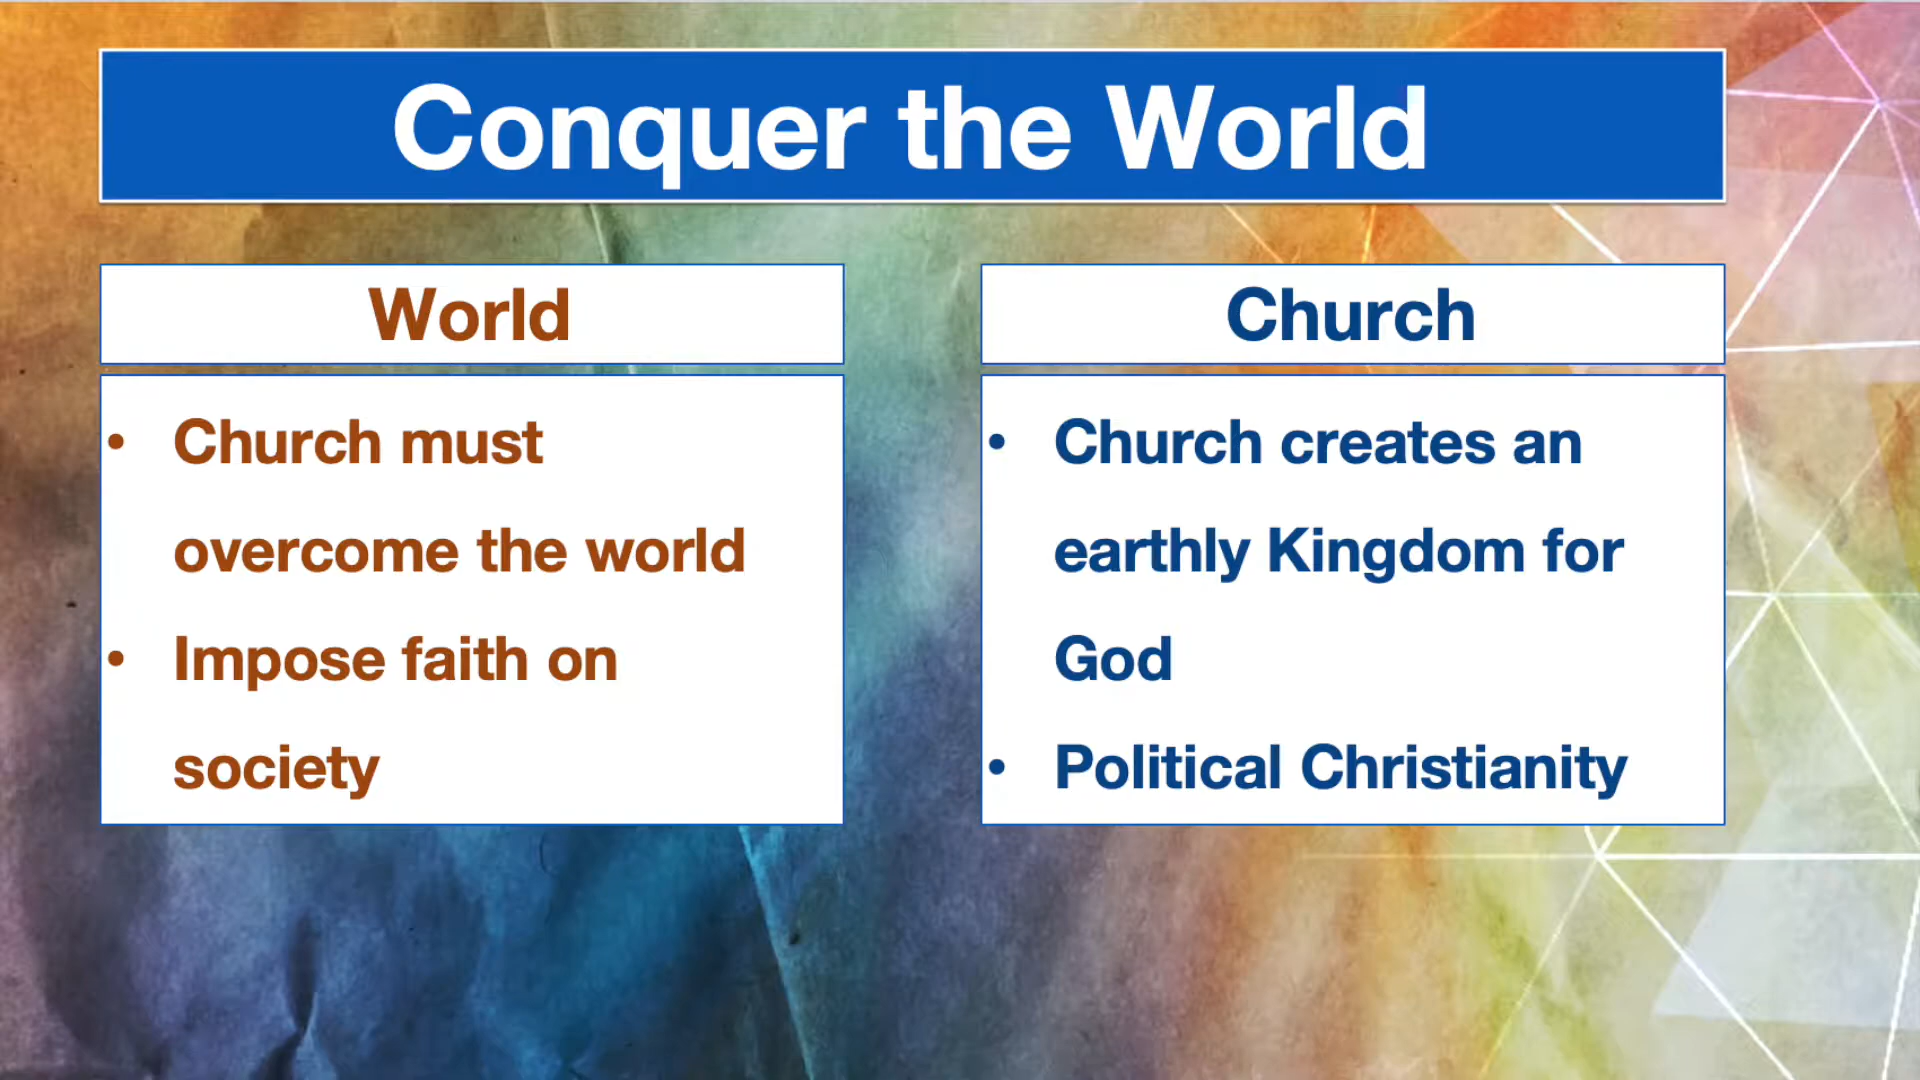 Conquer the World
World
• Church must
overcome the world
• Impose faith on
society
Church
• Church creates an
earthly Kingdom for
God
• Political Christianity